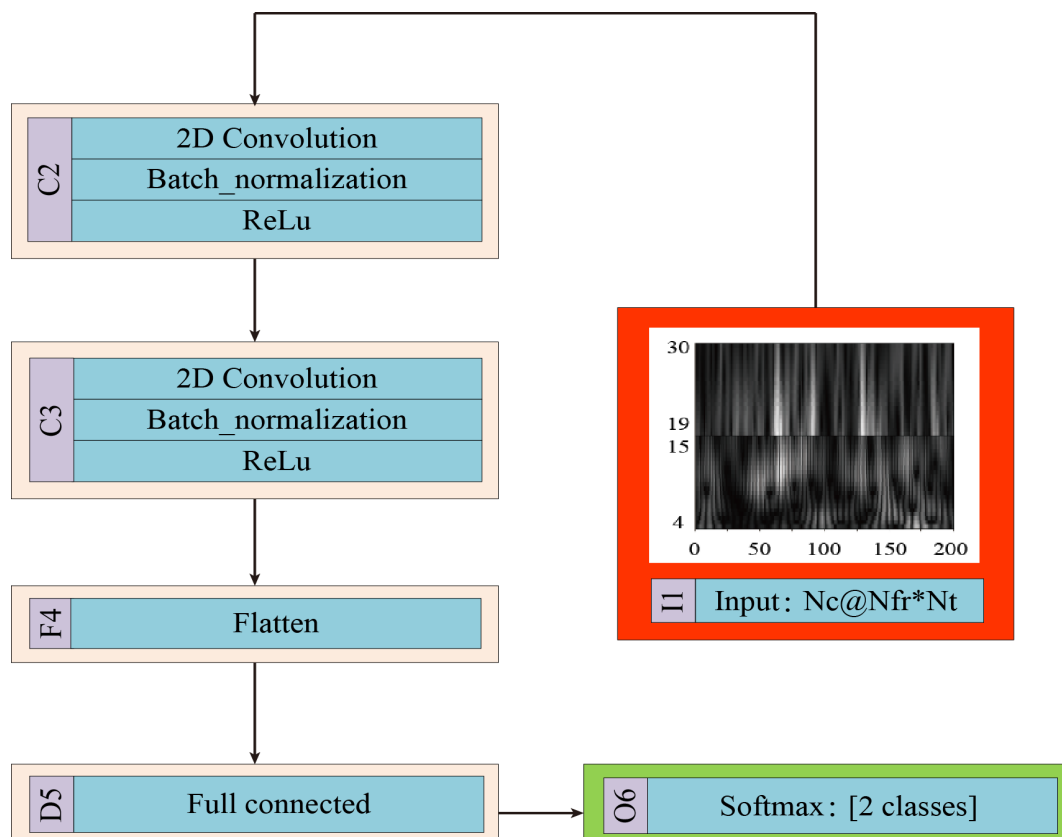 C2
2D Convolution
Batch_normalization
ReLu
C3
2D Convolution
Batch_normalization
ReLu
30
19
15
4
0 50 100 150 200
I1 Input: Nc@Nfr*Nt
F4 Flatten
D5 Full connected
O6 Softmax: [2 classes]